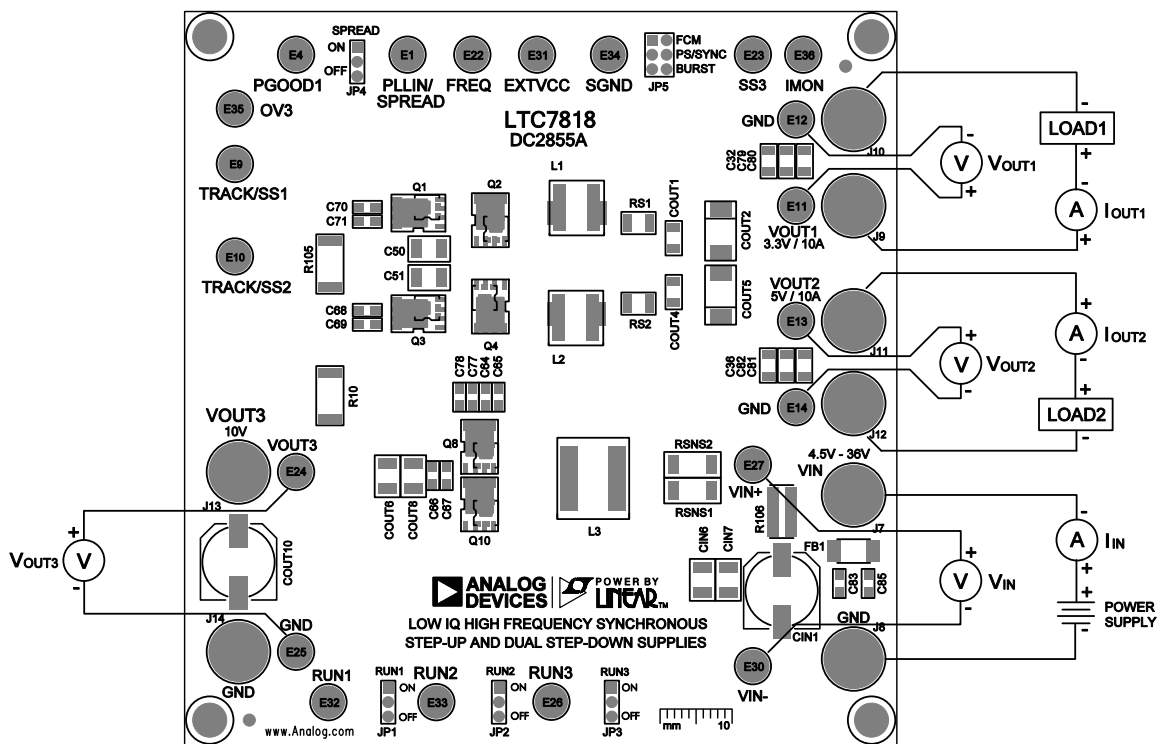 SPREAD
ON
OFF
JP4
E4
PGOOD1
E1
PLLIN/
SPREAD
E22
FREQ
E31
EXTVCC
E34
SGND
FCM
PS/SYNC
BURST
JP5
E23
SS3
E36
IMON
E35
OV3
E9
TRACK/SS1
E10
TRACK/SS2
LTC7818
DC2855A
GND
E12
J10
C32
C79
C80
E11
VOUT1
3.3V / 10A
J9
-
V
+
VOUT1
-
LOAD1
+
-
A
+
IOUT1
C70
C71
Q1
Q2
L1
RS1
COUT1
COUT2
R105
C50
C51
C68
C69
Q3
Q4
L2
RS2
COUT4
COUT5
VOUT2
5V / 10A
E13
J11
C36
C82
C81
GND
E14
J12
+
V
-
VOUT2
+
A
-
IOUT2
+
LOAD2
-
R10
C78
C77
C84
C65
Q8
Q10
COUT6
COUT8
C66
C67
L3
RSNS2
RSNS1
VOUT3
10V
VOUT3
E24
J13
COUT10
J14
GND
E25
GND
+
V
-
VOUT3
E27
VIN+
4.5V - 36V
VIN
J7
R106
FB1
CIN6
CIN7
C83
C85
CIN1
GND
J8
E30
VIN-
+
V
-
VIN
-
A
+
IIN
+
-
POWER
SUPPLY
ANALOG
DEVICES
POWER BY
LINEAR™
LOW IQ HIGH FREQUENCY SYNCHRONOUS
STEP-UP AND DUAL STEP-DOWN SUPPLIES
RUN1
E32
RUN1
ON
OFF
JP1
RUN2
E33
RUN2
ON
OFF
JP2
RUN3
E26
RUN3
ON
OFF
JP3
mm 10
www.Analog.com